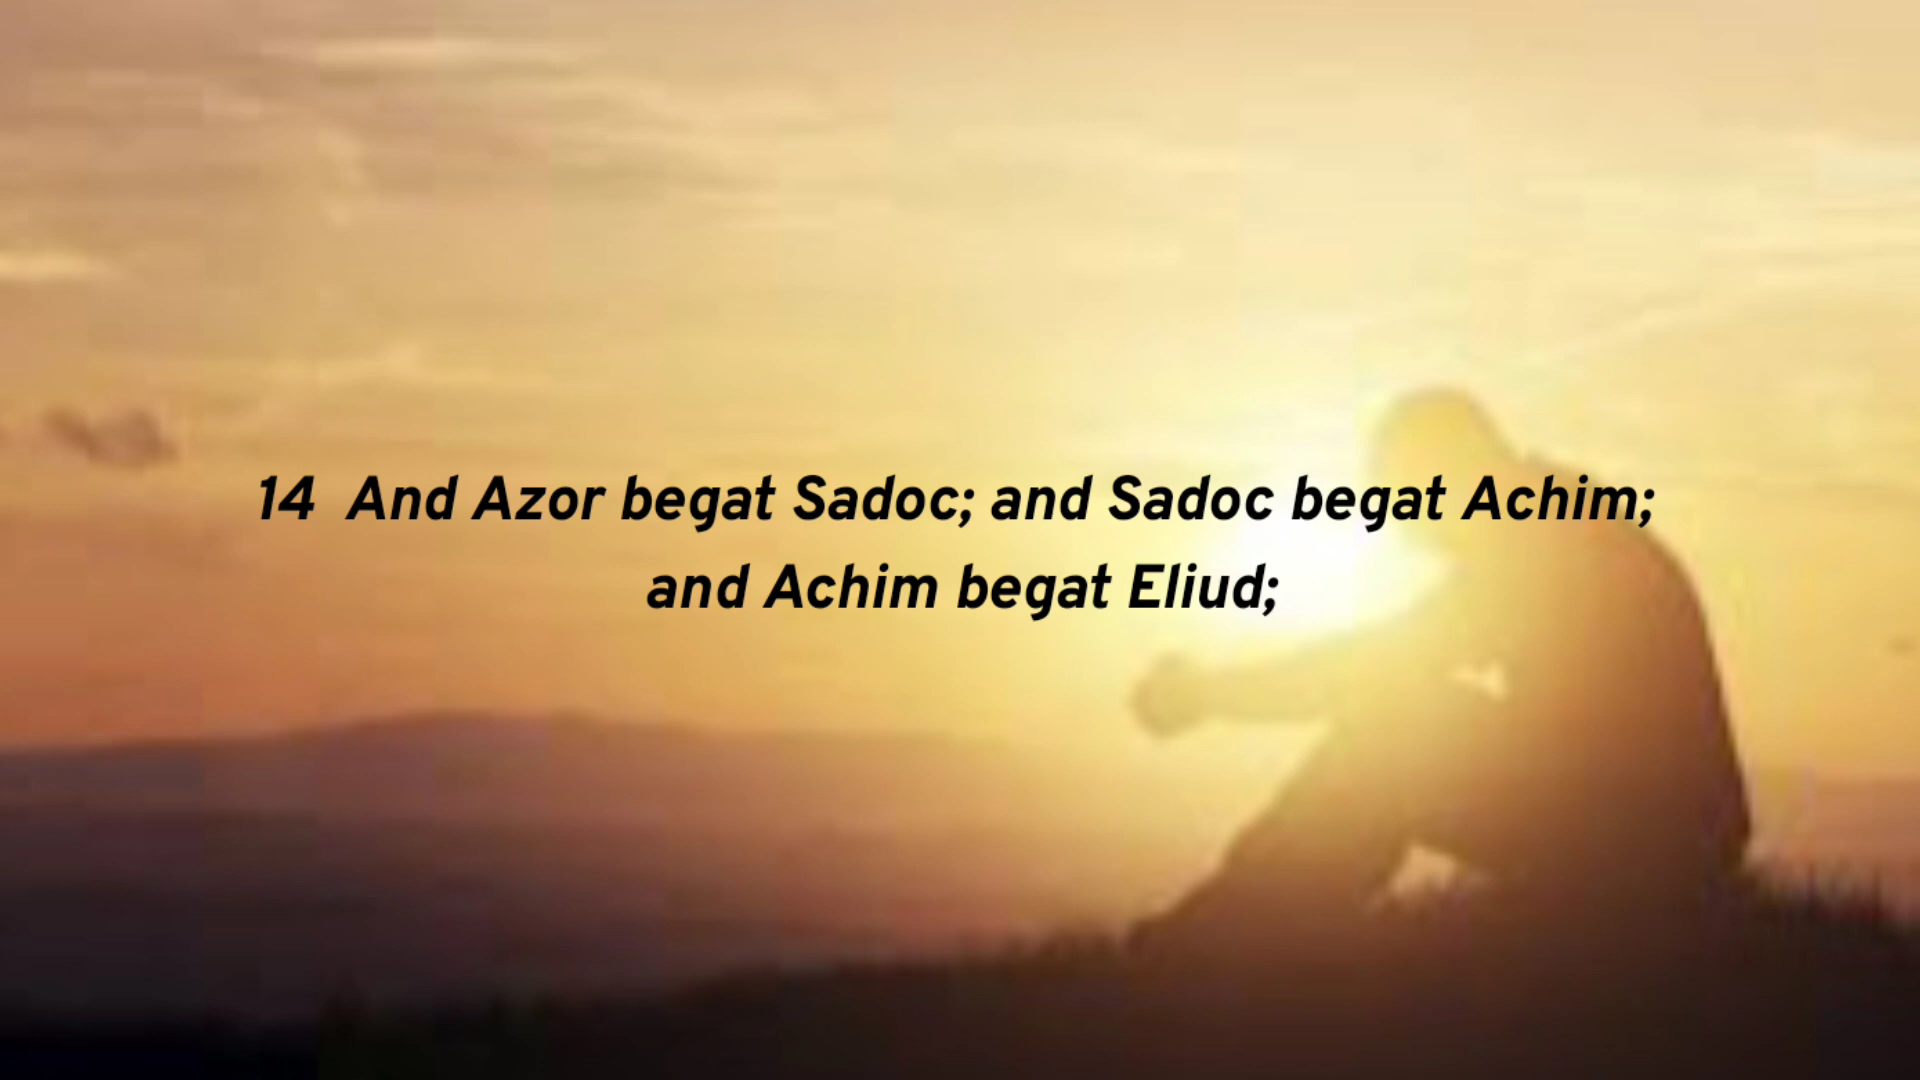 14 And Azor begat Sadoc; and Sadoc begat Achim;
and Achim begat Eliud;